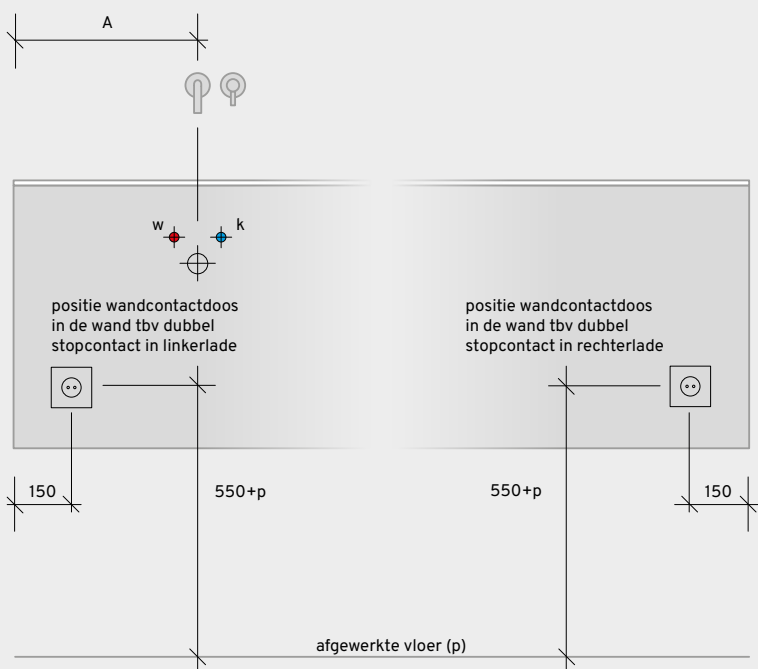 A
w
k
positie wandcontactdoos
in de wand tbv dubbel
stopcontact in linkerlade
positie wandcontactdoos
in de wand tbv dubbel
stopcontact in rechterlade
150
550+p
550+p
150
afgewerkte vloer (p)